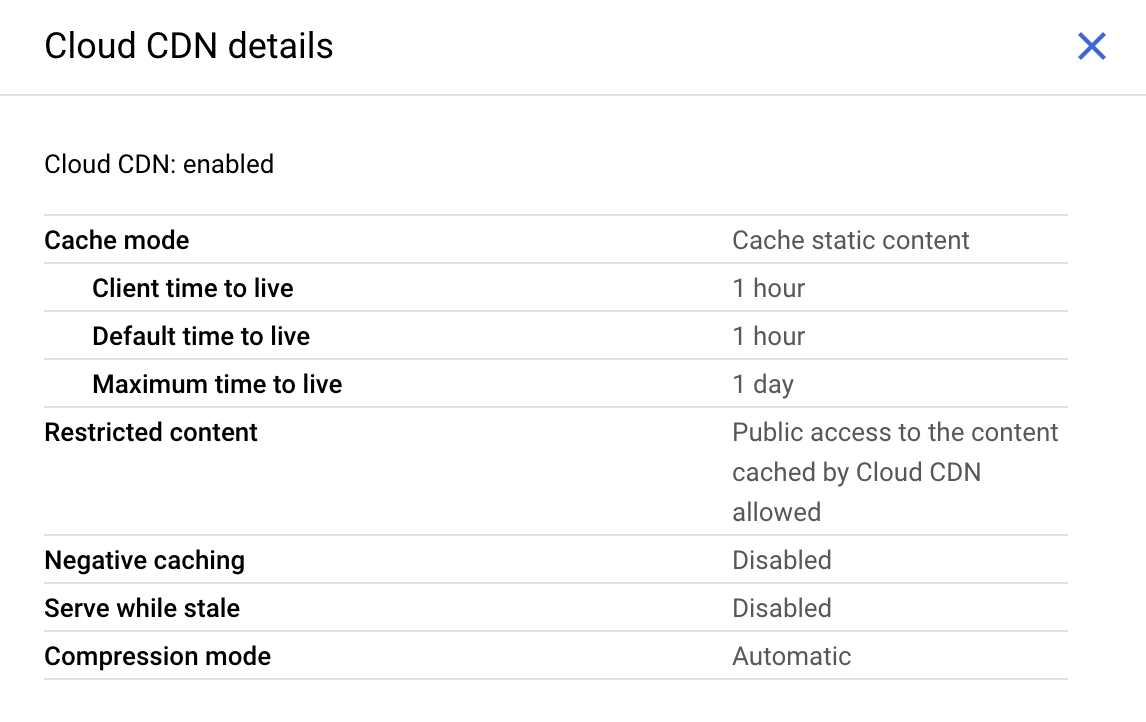 Cloud CDN details
Cloud CDN: enabled
Cache mode Cache static content
Client time to live 1 hour
Default time to live 1 hour
Maximum time to live 1 day
Restricted content Public access to the content
cached by Cloud CDN
allowed
Negative caching Disabled
Serve while stale Disabled
Compression mode Automatic